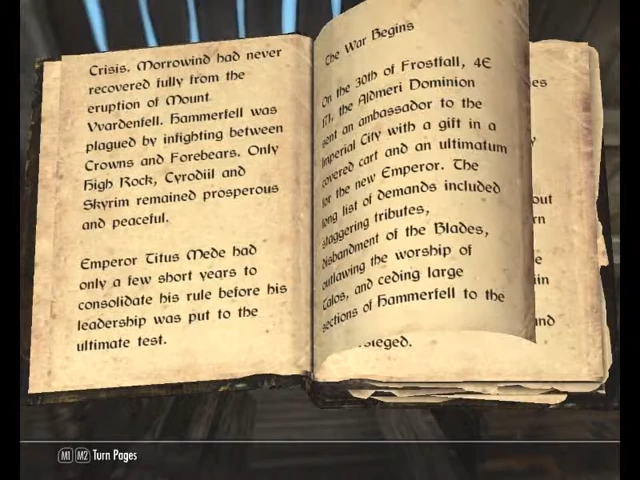 Crisis. Morrowind had never
recovered fully from the
eruption of Mount
Vvardenfell. Hammerfell was
plagued by infighting between
Crowns and Forebears. Only
High Rock, Cyrodiil and
Skyrim remained prosperous
and peaceful.
Emperor Titus Mede had
only a few short years to
consolidate his rule before his
leadership was put to the
ultimate test.
The War Begins
On the 30th of Frostfall, 4E
171, the Aldmeri Dominion
sent an ambassador to the
Imperial City with a gift in a
covered cart and an ultimatum
for the new Emperor. The
long list of demands included
staggering tributes,
disbandment of the Blades,
outlawing the worship of
Talos, and ceding large
sections of Hammerfell to the
M1 M2 Turn Pages